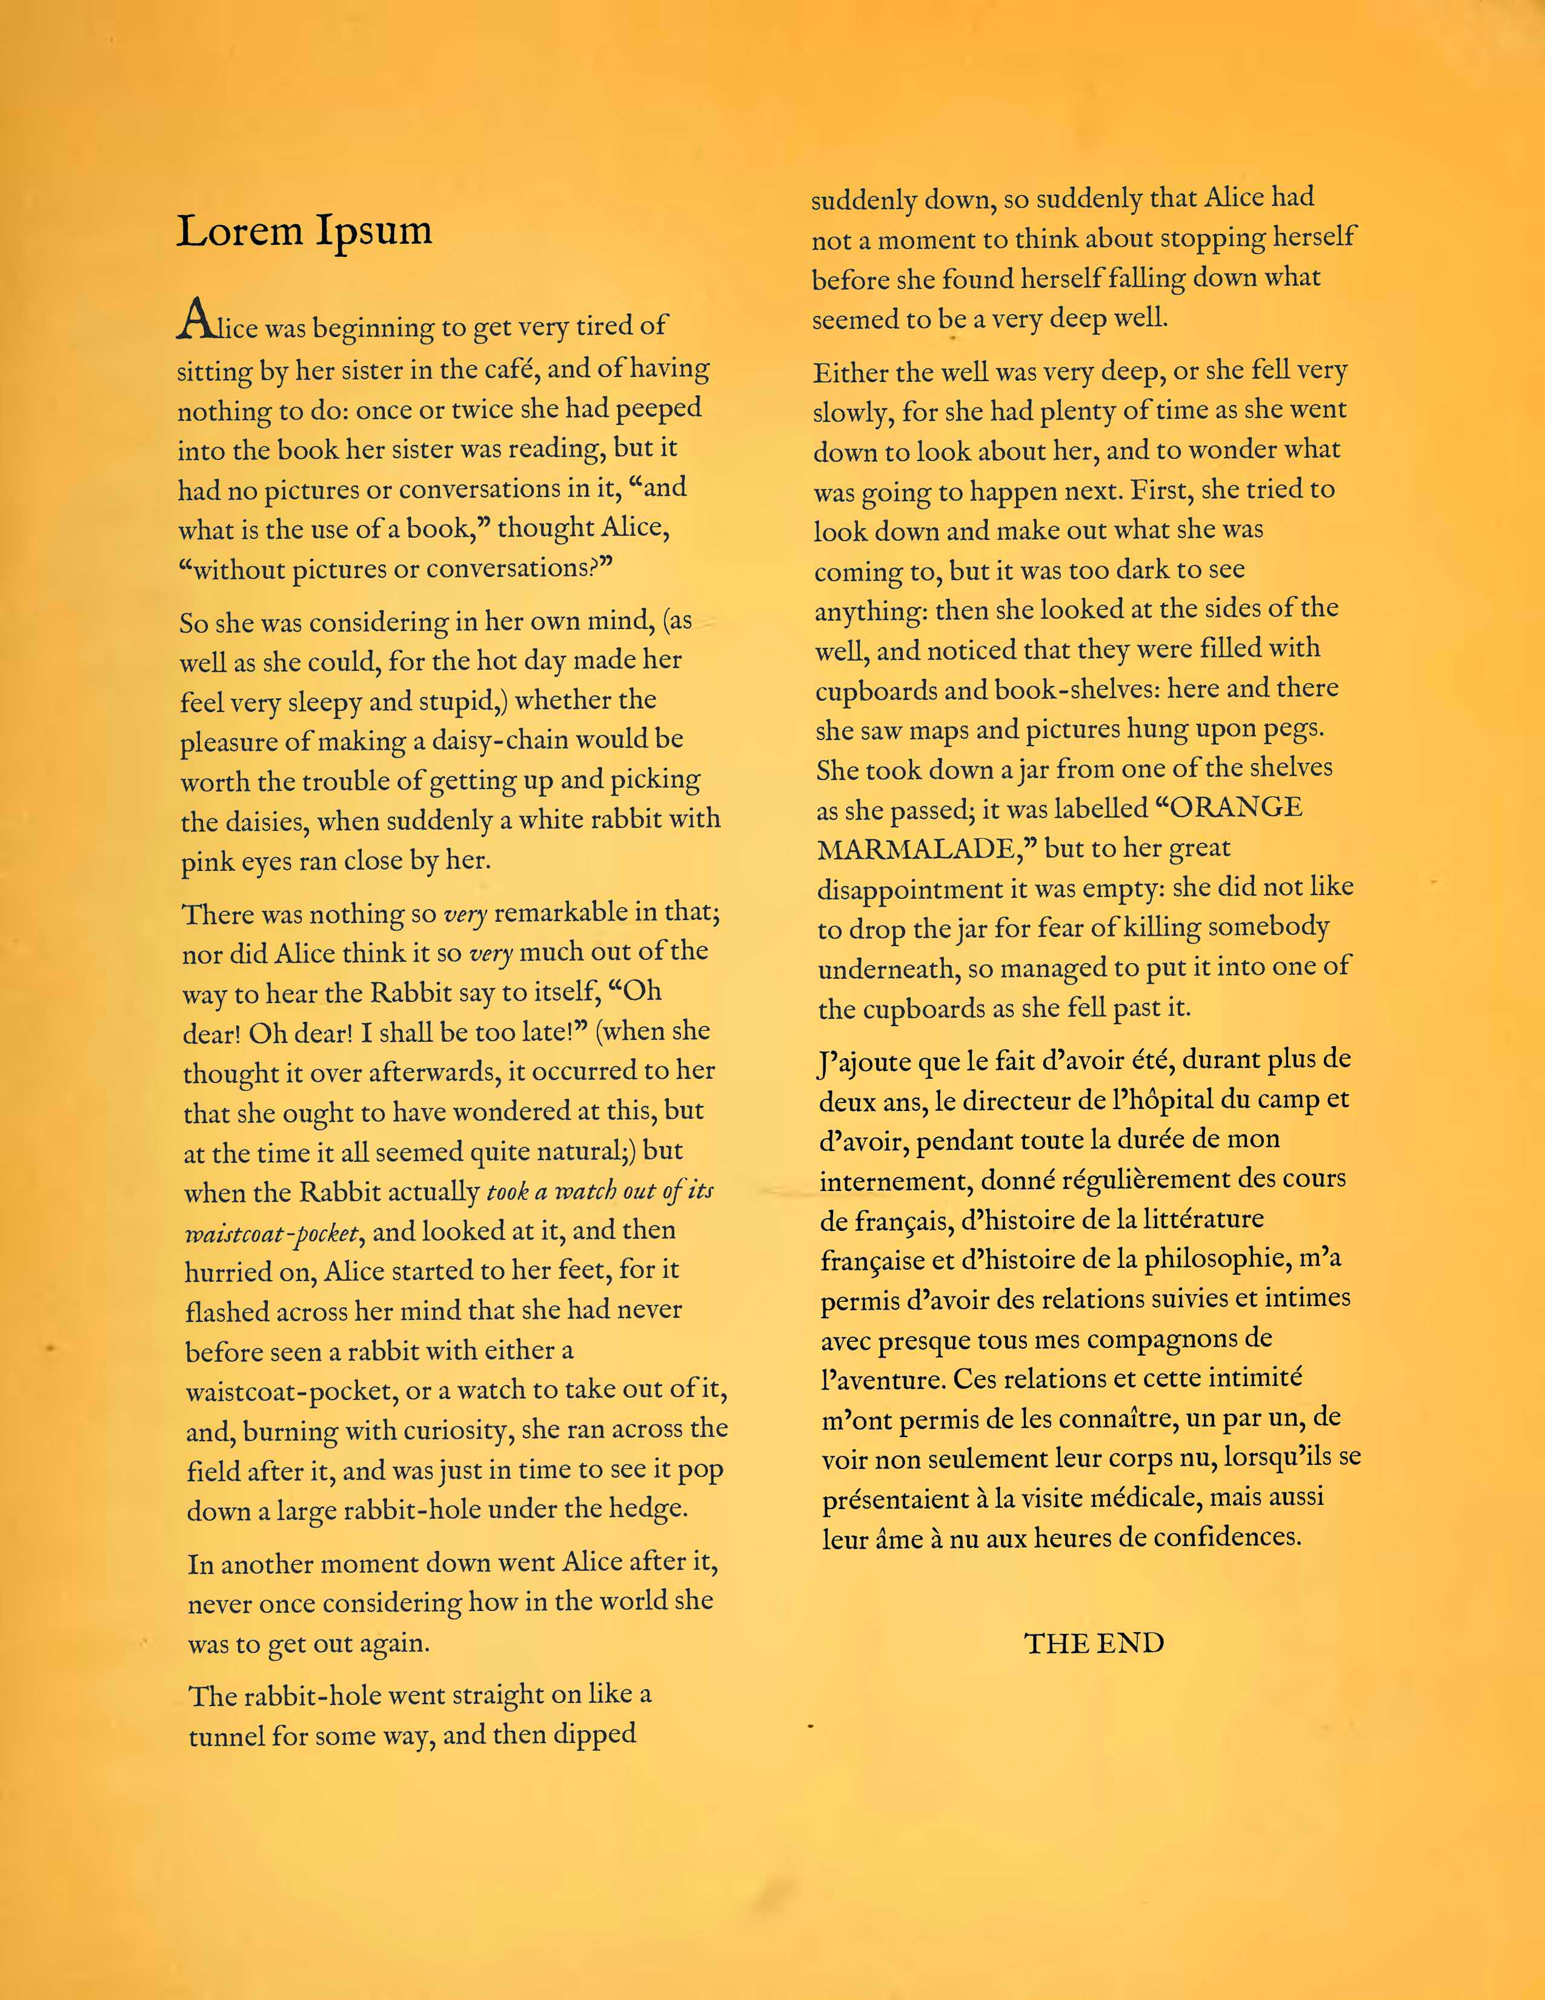 Lorem Ipsum
Alice was beginning to get very tired of
sitting by her sister in the café, and of having
nothing to do: once or twice she had peeped
into the book her sister was reading, but it
had no pictures or conversations in it, “and
what is the use of a book,” thought Alice,
“without pictures or conversations?”
So she was considering in her own mind, (as
well as she could, for the hot day made her
feel very sleepy and stupid,) whether the
pleasure of making a daisy-chain would be
worth the trouble of getting up and picking
the daisies, when suddenly a white rabbit with
pink eyes ran close by her.
There was nothing so very remarkable in that;
nor did Alice think it so very much out of the
way to hear the Rabbit say to itself, “Oh
dear! Oh dear! I shall be too late!” (when she
thought it over afterwards, it occurred to her
that she ought to have wondered at this, but
at the time it all seemed quite natural;) but
when the Rabbit actually took a watch out of its
waistcoat-pocket, and looked at it, and then
hurried on, Alice started to her feet, for it
flashed across her mind that she had never
before seen a rabbit with either a
waistcoat-pocket, or a watch to take out of it,
and, burning with curiosity, she ran across the
field after it, and was just in time to see it pop
down a large rabbit-hole under the hedge.
In another moment down went Alice after it,
never once considering how in the world she
was to get out again.
The rabbit-hole went straight on like a
tunnel for some way, and then dipped
suddenly down, so suddenly that Alice had
not a moment to think about stopping herself
before she found herself falling down what
seemed to be a very deep well.
Either the well was very deep, or she fell very
slowly, for she had plenty of time as she went
down to look about her, and to wonder what
was going to happen next. First, she tried to
look down and make out what she was
coming to, but it was too dark to see
anything: then she looked at the sides of the
well, and noticed that they were filled with
cupboards and book-shelves: here and there
she saw maps and pictures hung upon pegs.
She took down a jar from one of the shelves
as she passed; it was labelled “ORANGE
MARMALADE,” but to her great
disappointment it was empty: she did not like
to drop the jar for fear of killing somebody
underneath, so managed to put it into one of
the cupboards as she fell past it.
J’ajoute que le fait d’avoir été, durant plus de
deux ans, le directeur de l’hôpital du camp et
d’avoir, pendant toute la durée de mon
internement, donné régulièrement des cours
de français, d’histoire de la littérature
française et d’histoire de la philosophie, m’a
permis d’avoir des relations suivies et intimes
avec presque tous mes compagnons de
l’aventure. Ces relations et cette intimité
m’ont permis de les connaître, un par un, de
voir non seulement leur corps nu, lorsqu’ils se
présentaient à la visite médicale, mais aussi
leur âme à nu aux heures de confidences.
THE END